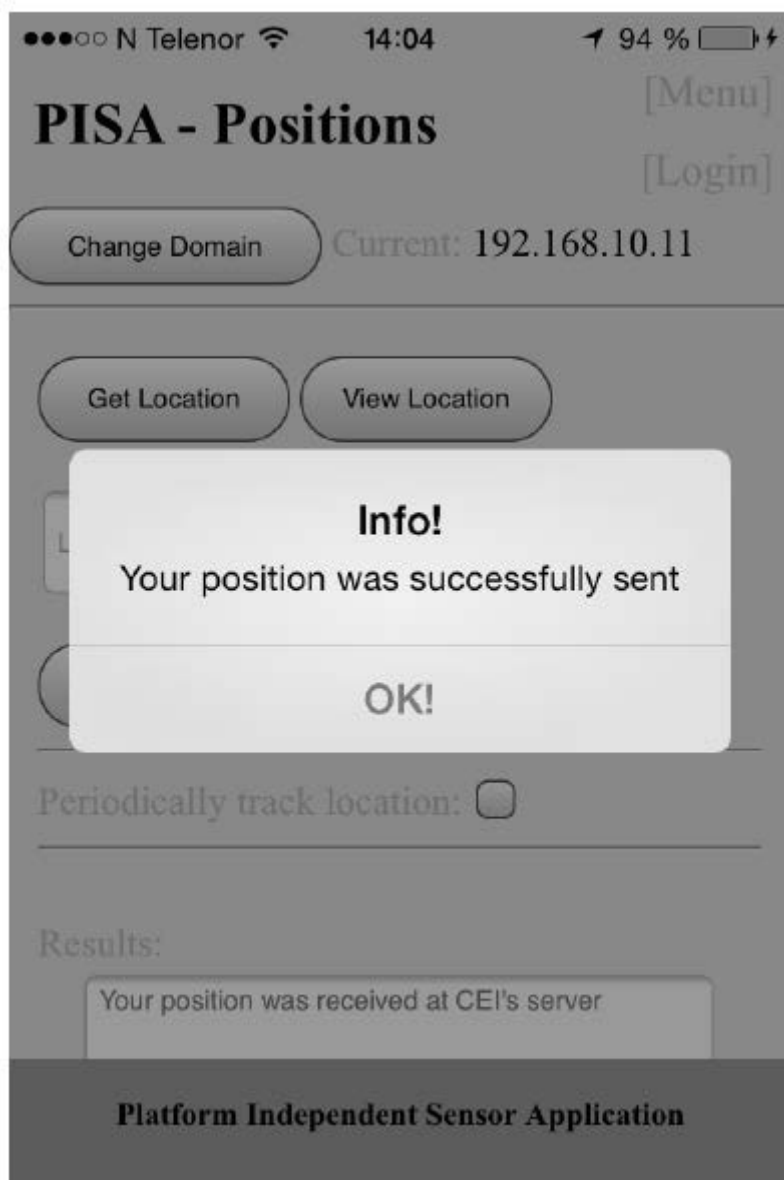 N Telenor 14:04 94 %
[Menu]
PISA - Positions
[Login]
Change Domain Current: 192.168.10.11
Get Location View Location
L
Info!
Your position was successfully sent
OK!
Periodically track location:
Results:
Your position was received at CEI's server
Platform Independent Sensor Application